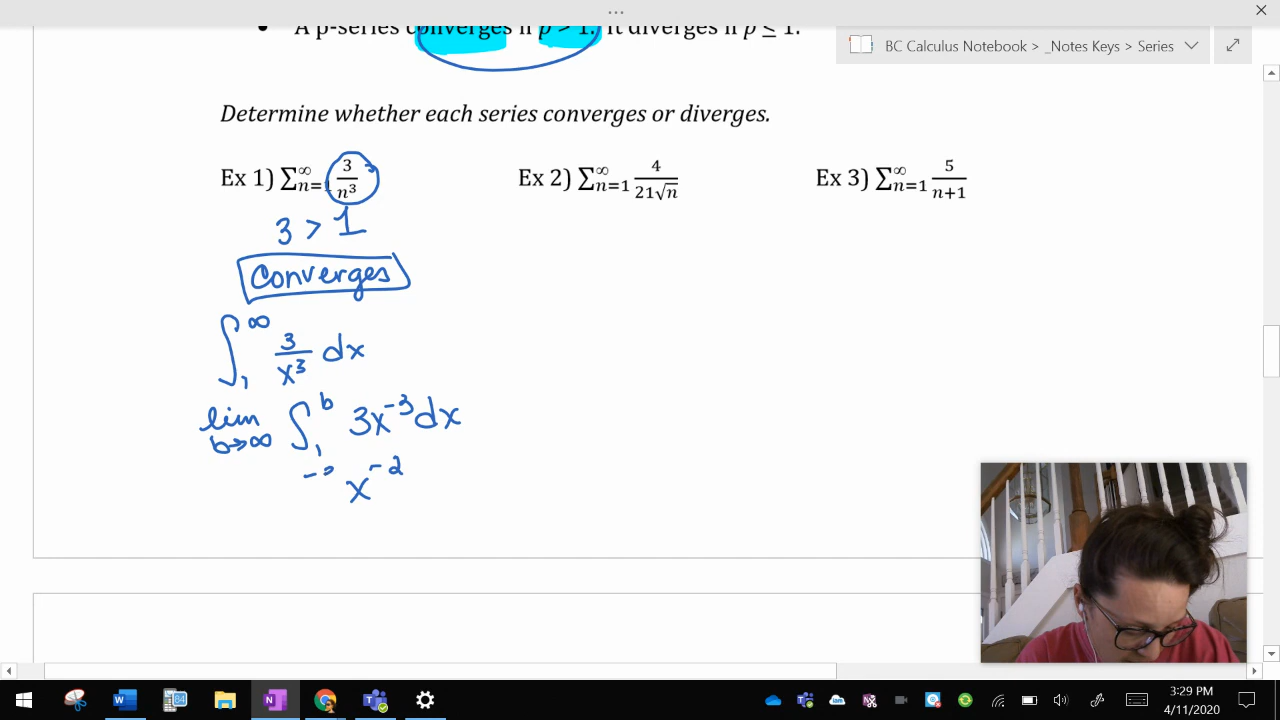 • A p-series converges if p > 1. It diverges if p ≤ 1.
BC Calculus Notebook > _Notes Keys > Series
Determine whether each series converges or diverges.
Ex 1) ∑_{n=1}^{∞} 3/n³
Ex 2) ∑_{n=1}^{∞} 4/(21√n)
Ex 3) ∑_{n=1}^{∞} 5/(n+1)
3 > 1
Converges
∫_1^∞ 3/x³ dx
lim b→∞ ∫_1^b 3x⁻³ dx
x⁻²
3:29 PM
4/11/2020